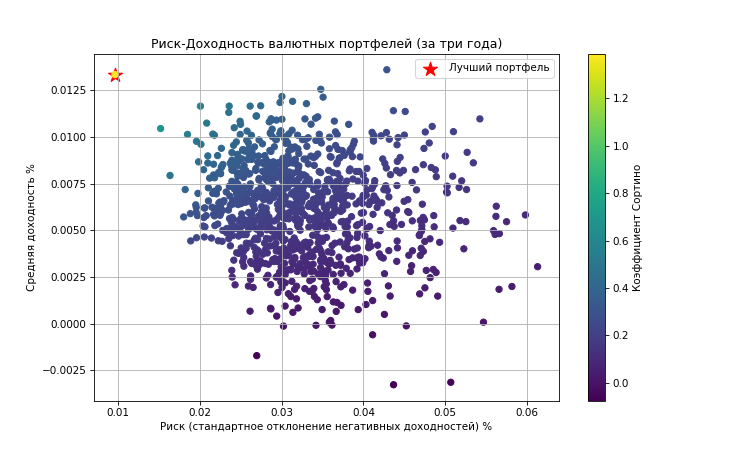 Риск-Доходность валютных портфелей (за три года)
Лучший портфель
0.0125
0.0100
0.0075
0.0050
0.0025
0.0000
−0.0025
Средняя доходность %
0.01 0.02 0.03 0.04 0.05 0.06
Риск (стандартное отклонение негативных доходностей) %
1.2
1.0
0.8
0.6
0.4
0.2
0.0
Коэффициент Сортино